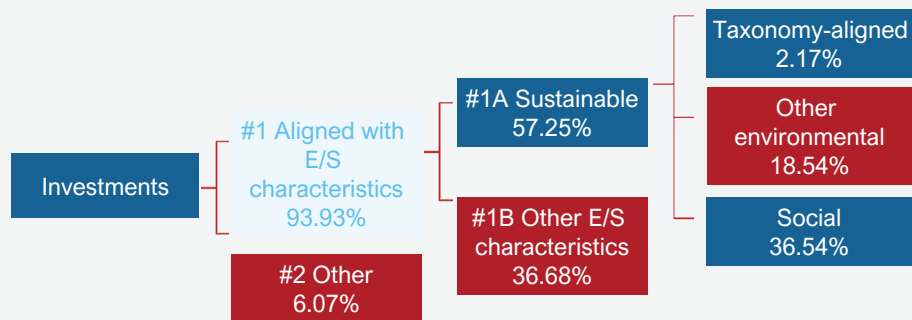 Investments
#1 Aligned with
E/S
characteristics
93.93%
#2 Other
6.07%
#1A Sustainable
57.25%
#1B Other E/S
characteristics
36.68%
Taxonomy-aligned
2.17%
Other
environmental
18.54%
Social
36.54%